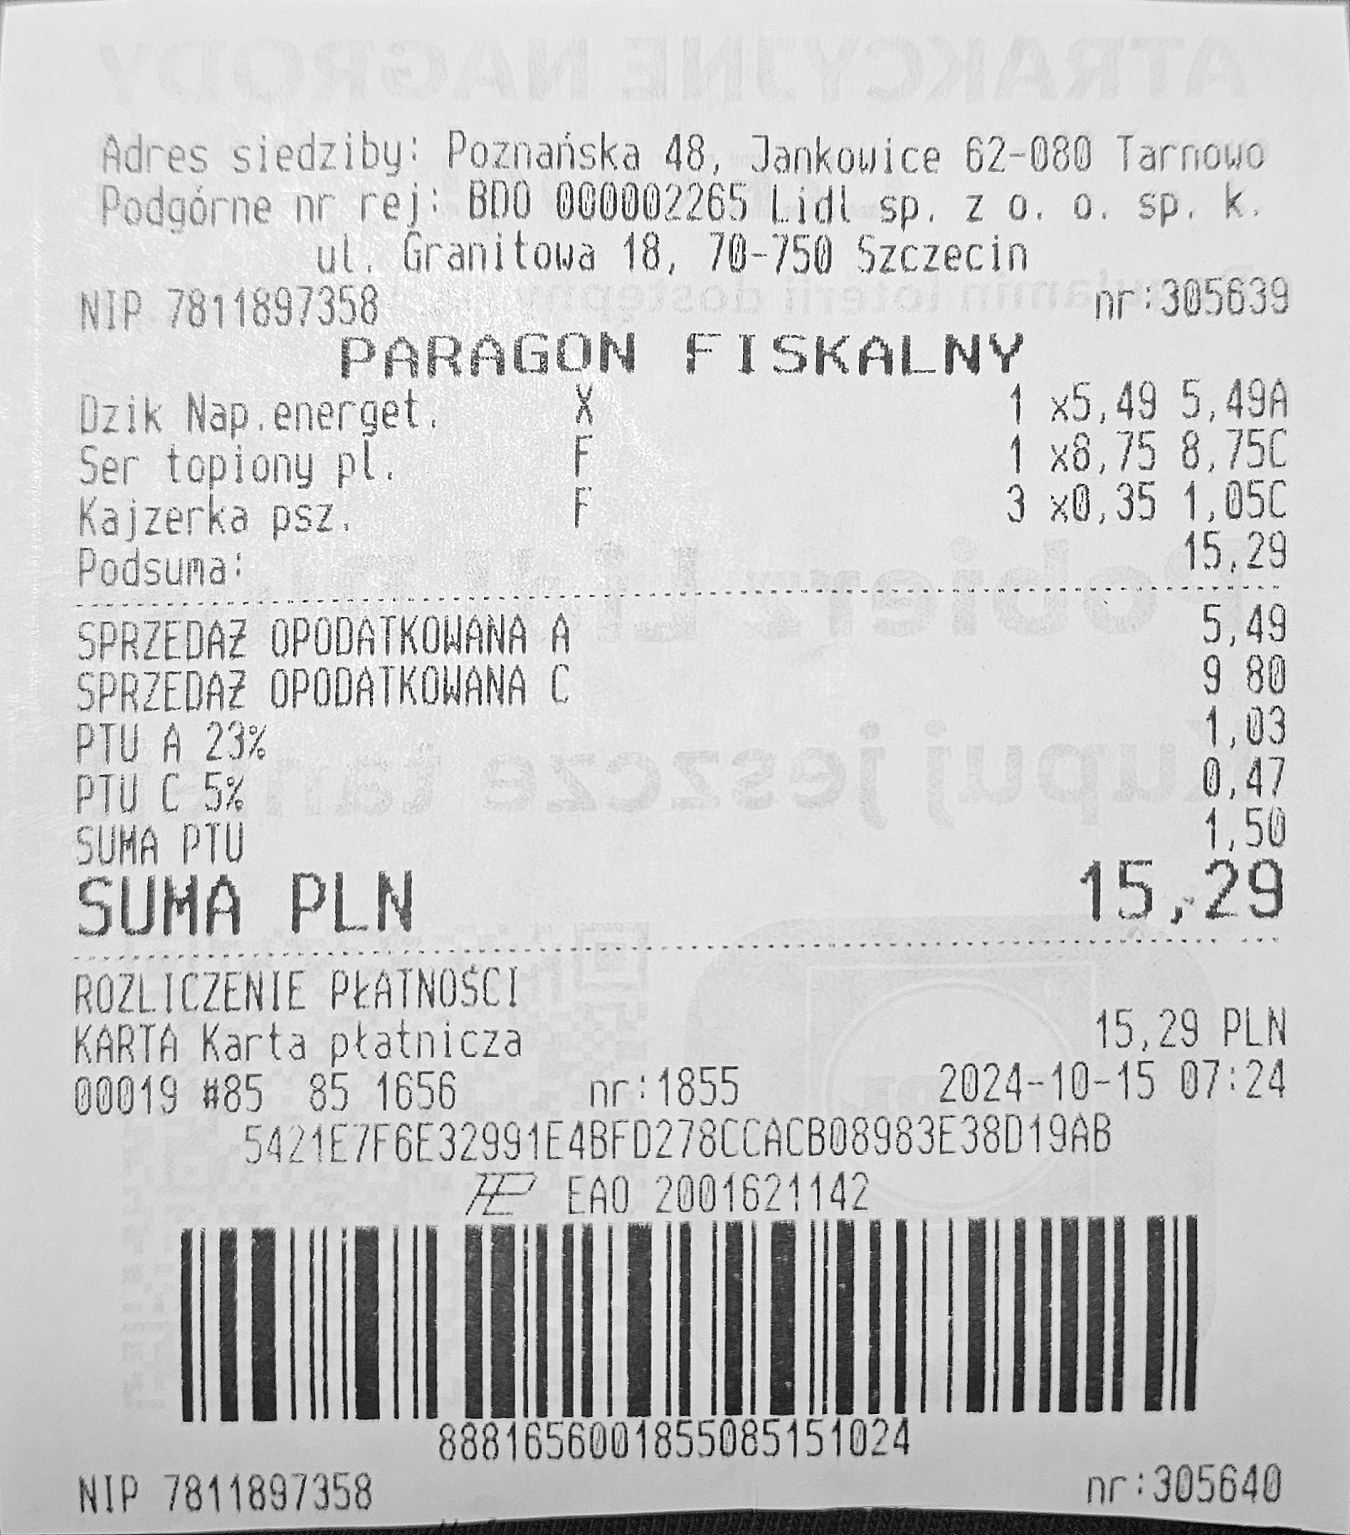 Adres siedziby: Poznańska 48, Jankowice 62-080 Tarnowo
Podgórne nr rej: BDO 000002265 Lidl sp. z o. o. sp. k.
ul. Granitowa 18, 70-750 Szczecin
NIP 7811897358 nr:305639
PARAGON FISKALNY
Dzik Nap.energet. X 1 x5,49 5,49A
Ser topiony pl. F 1 x8,75 8,75C
Kajzerka psz. F 3 x0,35 1,05C
Podsuma: 15,29
SPRZEDAŻ OPODATKOWANA A 5,49
SPRZEDAŻ OPODATKOWANA C 9 80
PTU A 23% 1,03
PTU C 5% 0,47
SUMA PTU 1,50
SUMA PLN 15,29
ROZLICZENIE PŁATNOŚCI
KARTA Karta płatnicza 15,29 PLN
00019 #85 85 1656 nr:1855 2024-10-15 07:24
5421E7F6E32991E4BFD278CCACB08983E38D19AB
EAO 2001621142
8881656001855085151024
NIP 7811897358 nr:305640